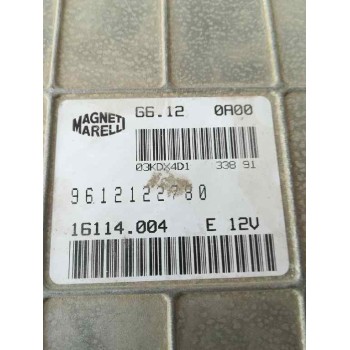 MAGNETI
MARELLI
G6.12 0A00
03KDX4D1 338 91
9612122780
16114.004 E 12V